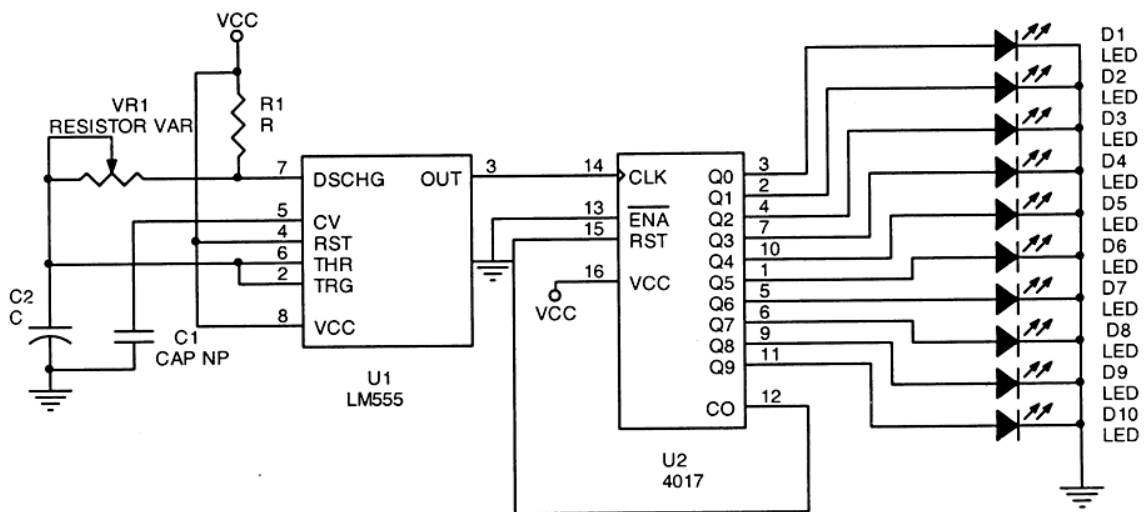 VCC
VR1
RESISTOR VAR
R1
R
7
DSCHG
OUT
3
5
CV
4
RST
6
THR
2
TRG
8
VCC
C2
C
C1
CAP NP
U1
LM555
14
CLK
13
ENA
15
RST
16
VCC
VCC
Q0
3
Q1
2
Q2
4
Q3
7
Q4
10
Q5
1
Q6
5
Q7
6
Q8
9
Q9
11
CO
12
U2
4017
D1
LED
D2
LED
D3
LED
D4
LED
D5
LED
D6
LED
D7
LED
D8
LED
D9
LED
D10
LED